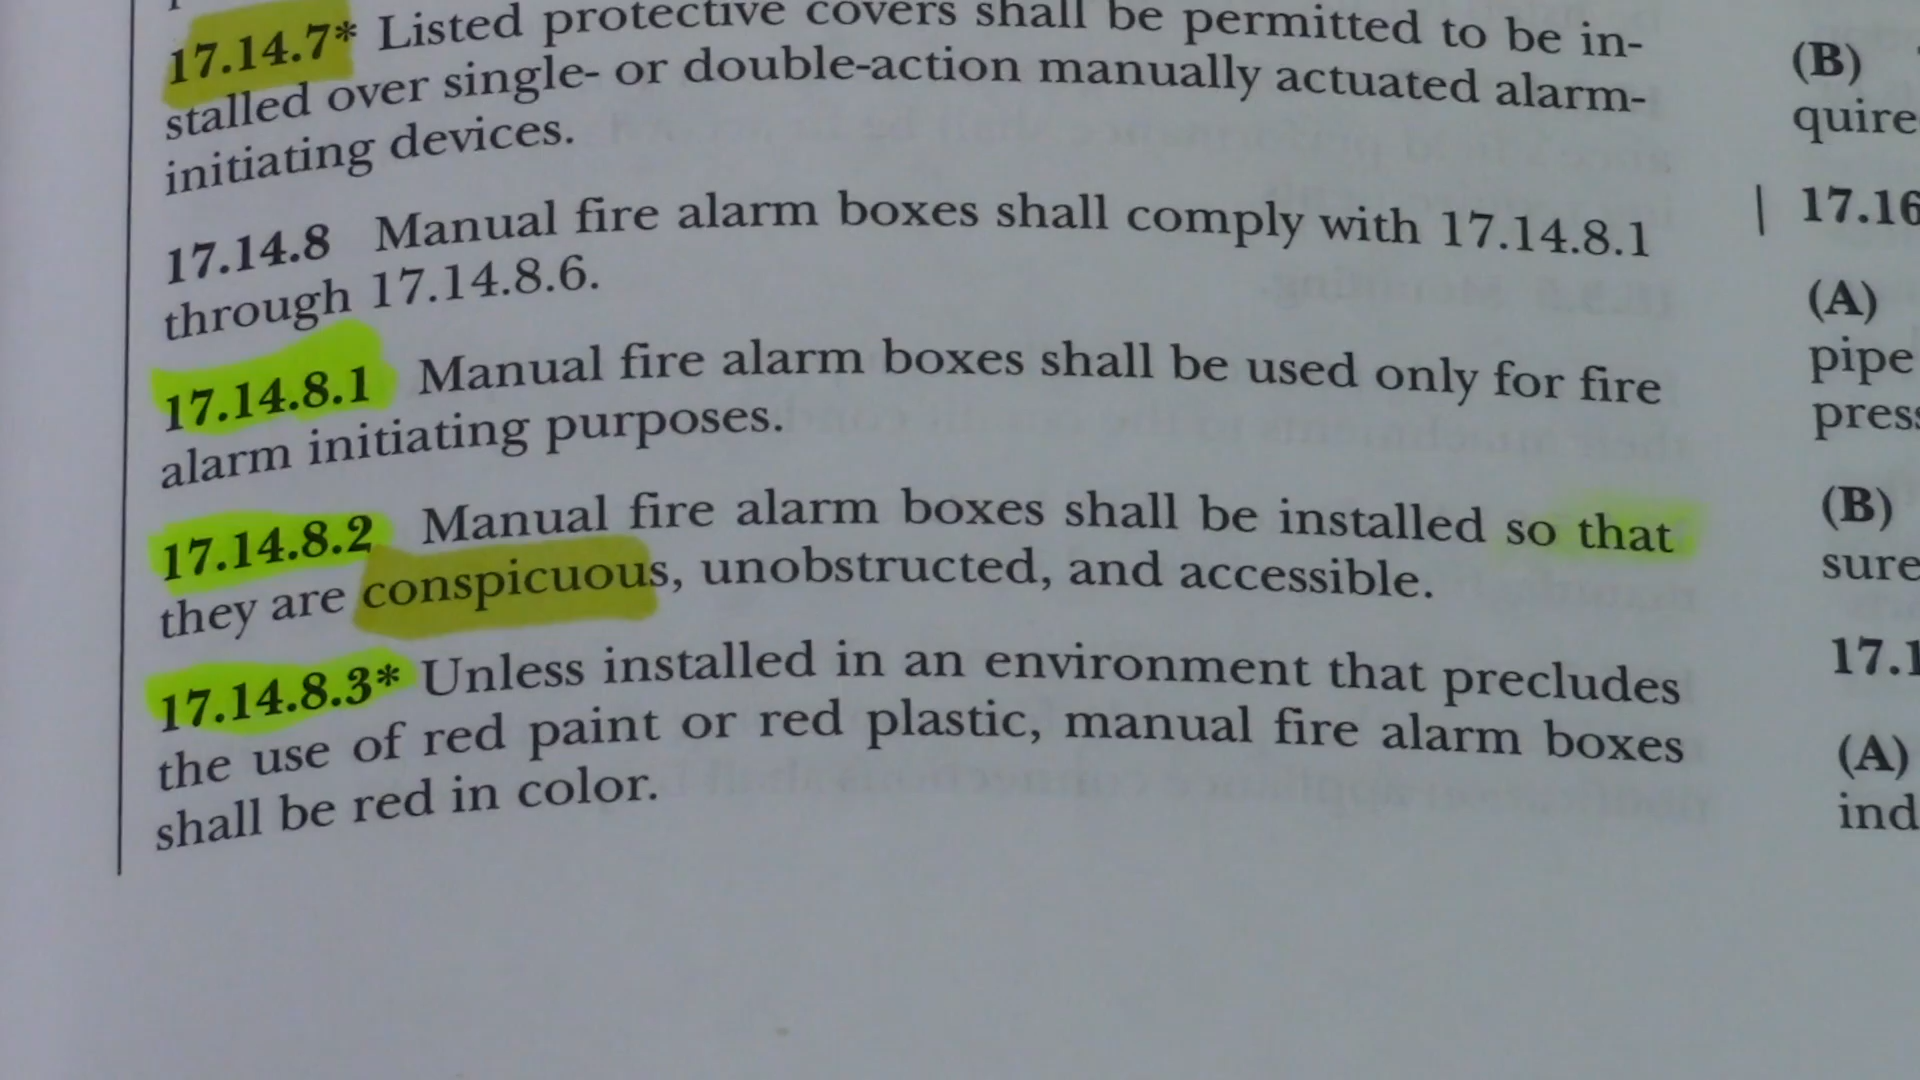 17.14.7* Listed protective covers shall be permitted to be in-
stalled over single- or double-action manually actuated alarm-
initiating devices.
17.14.8 Manual fire alarm boxes shall comply with 17.14.8.1
through 17.14.8.6.
17.14.8.1 Manual fire alarm boxes shall be used only for fire
alarm initiating purposes.
17.14.8.2 Manual fire alarm boxes shall be installed so that
they are conspicuous, unobstructed, and accessible.
17.14.8.3* Unless installed in an environment that precludes
the use of red paint or red plastic, manual fire alarm boxes
shall be red in color.
(B)
quire
17.16
(A)
pipe
press
(B)
sure
17.1
(A)
ind